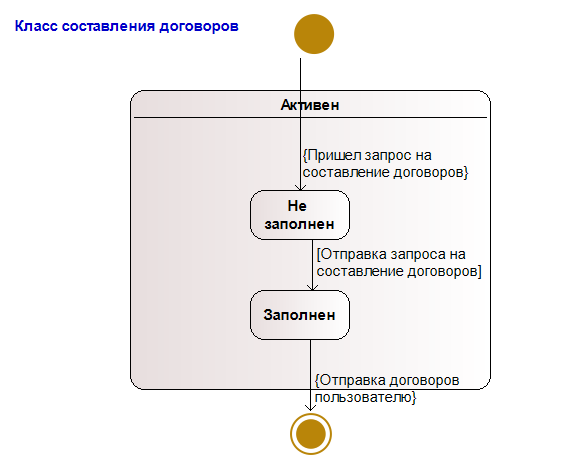 Класс составления договоров
Активен
{Пришел запрос на
составление договоров}
Не
заполнен
[Отправка запроса на
составление договоров]
Заполнен
{Отправка договоров
пользователю}